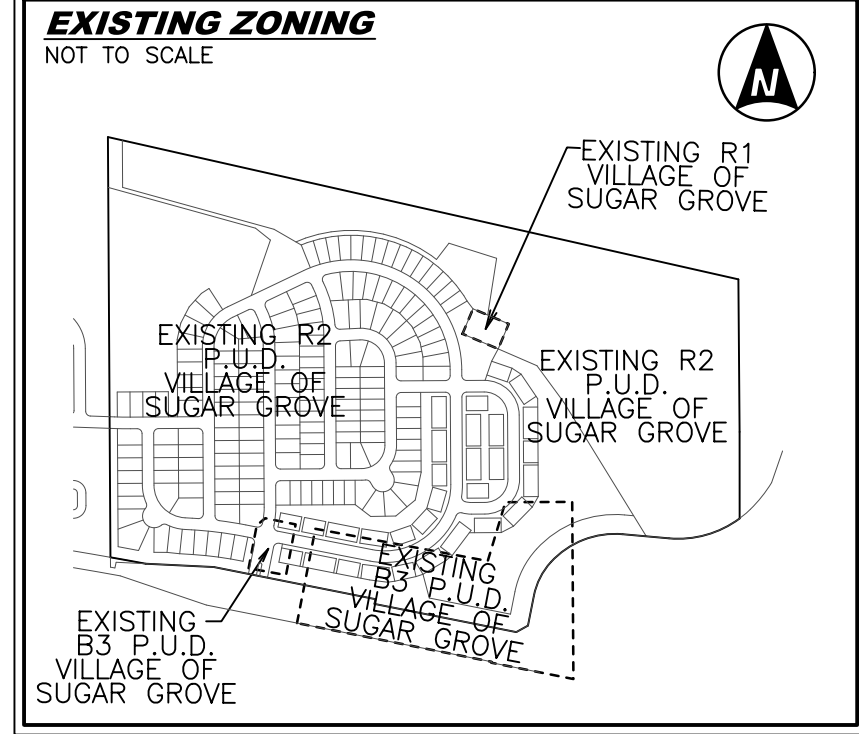 EXISTING ZONING
NOT TO SCALE
N
EXISTING R1
VILLAGE OF
SUGAR GROVE
EXISTING R2
P.U.D.
VILLAGE OF
SUGAR GROVE
EXISTING R2
P.U.D.
VILLAGE OF
SUGAR GROVE
EXISTING
B3 P.U.D.
VILLAGE OF
SUGAR GROVE
EXISTING
B3 P.U.D.
VILLAGE OF
SUGAR GROVE